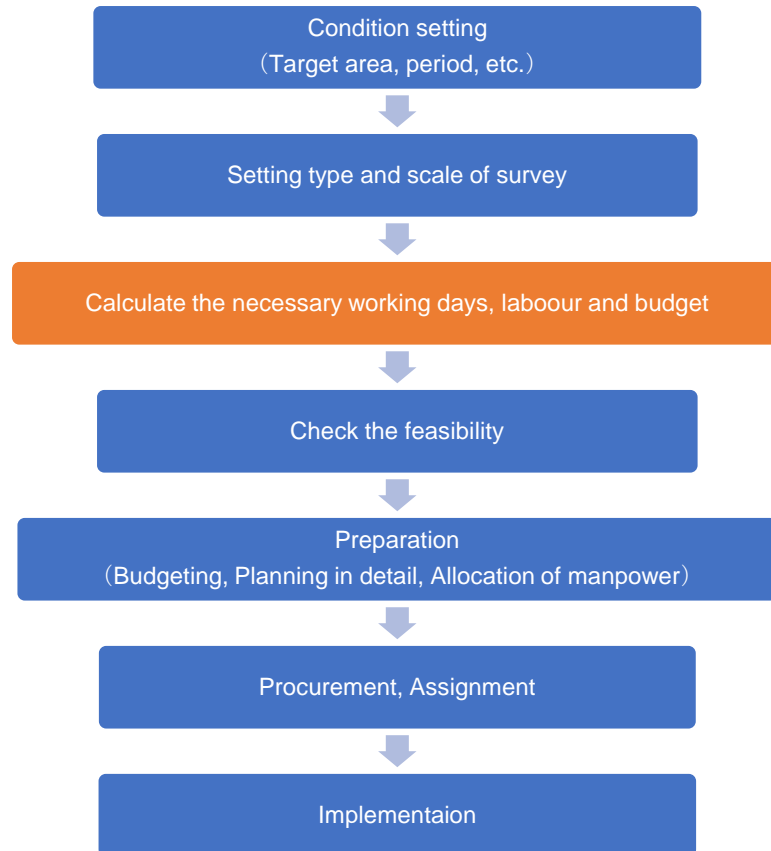 Condition setting
（Target area, period, etc.）
Setting type and scale of survey
Calculate the necessary working days, laboour and budget
Check the feasibility
Preparation
（Budgeting, Planning in detail, Allocation of manpower）
Procurement, Assignment
Implementaion